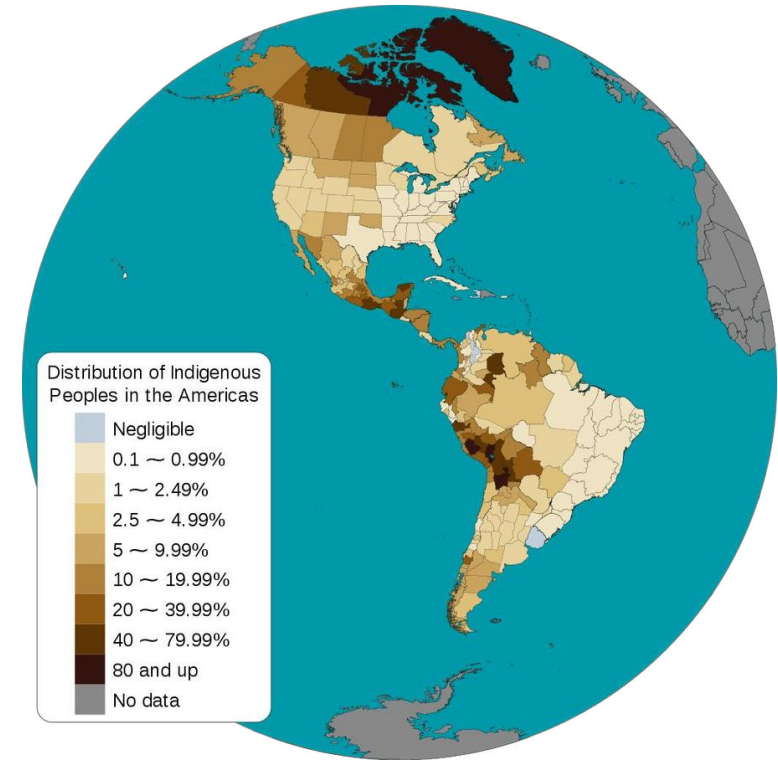 Distribution of Indigenous
Peoples in the Americas
Negligible
0.1 ∼ 0.99%
1 ∼ 2.49%
2.5 ∼ 4.99%
5 ∼ 9.99%
10 ∼ 19.99%
20 ∼ 39.99%
40 ∼ 79.99%
80 and up
No data